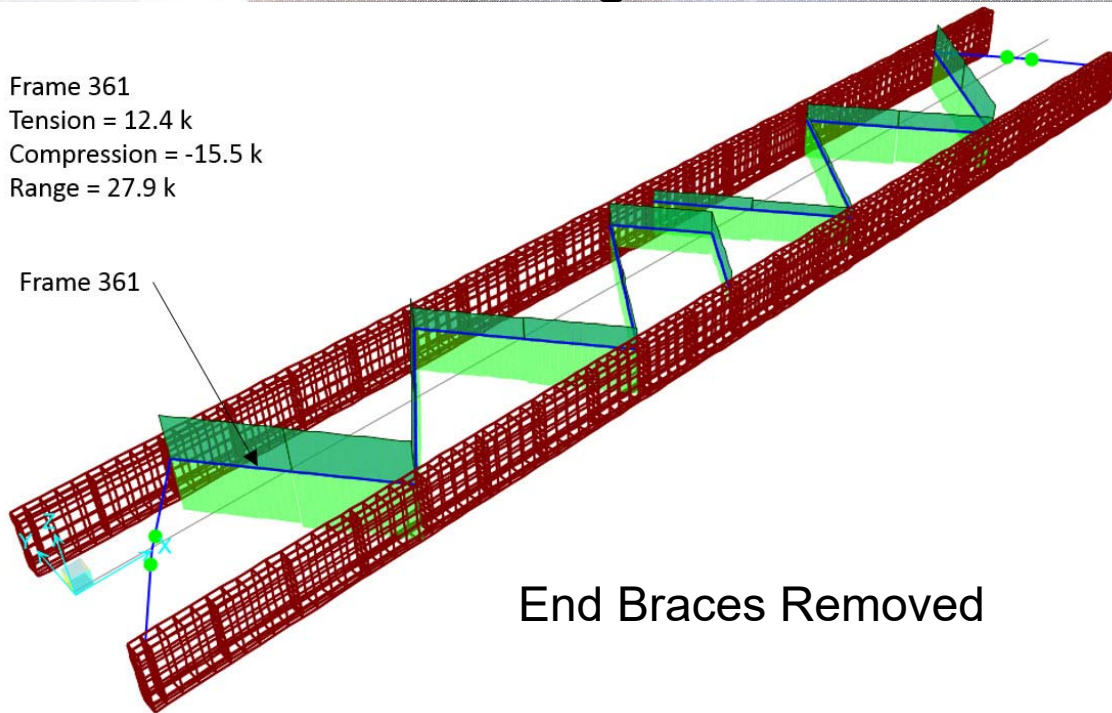 Frame 361
Tension = 12.4 k
Compression = -15.5 k
Range = 27.9 k
Frame 361
Z
Y
X
End Braces Removed